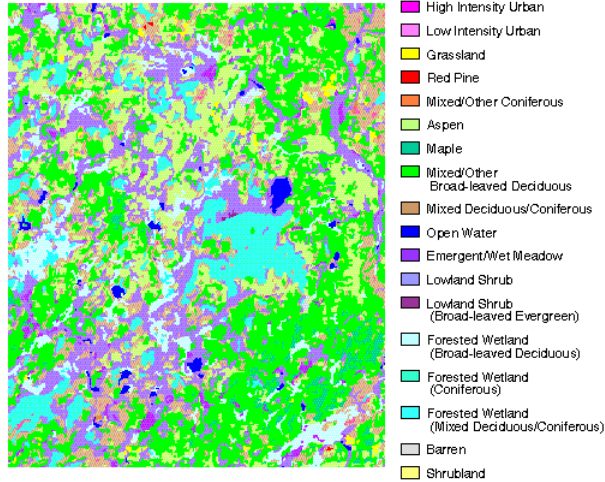 High Intensity Urban
Low Intensity Urban
Grassland
Red Pine
Mixed/Other Coniferous
Aspen
Maple
Mixed/Other
Broad-leaved Deciduous
Mixed Deciduous/Coniferous
Open Water
Emergent/Wet Meadow
Lowland Shrub
Lowland Shrub
(Broad-leaved Evergreen)
Forested Wetland
(Broad-leaved Deciduous)
Forested Wetland
(Coniferous)
Forested Wetland
(Mixed Deciduous/Coniferous)
Barren
Shrubland